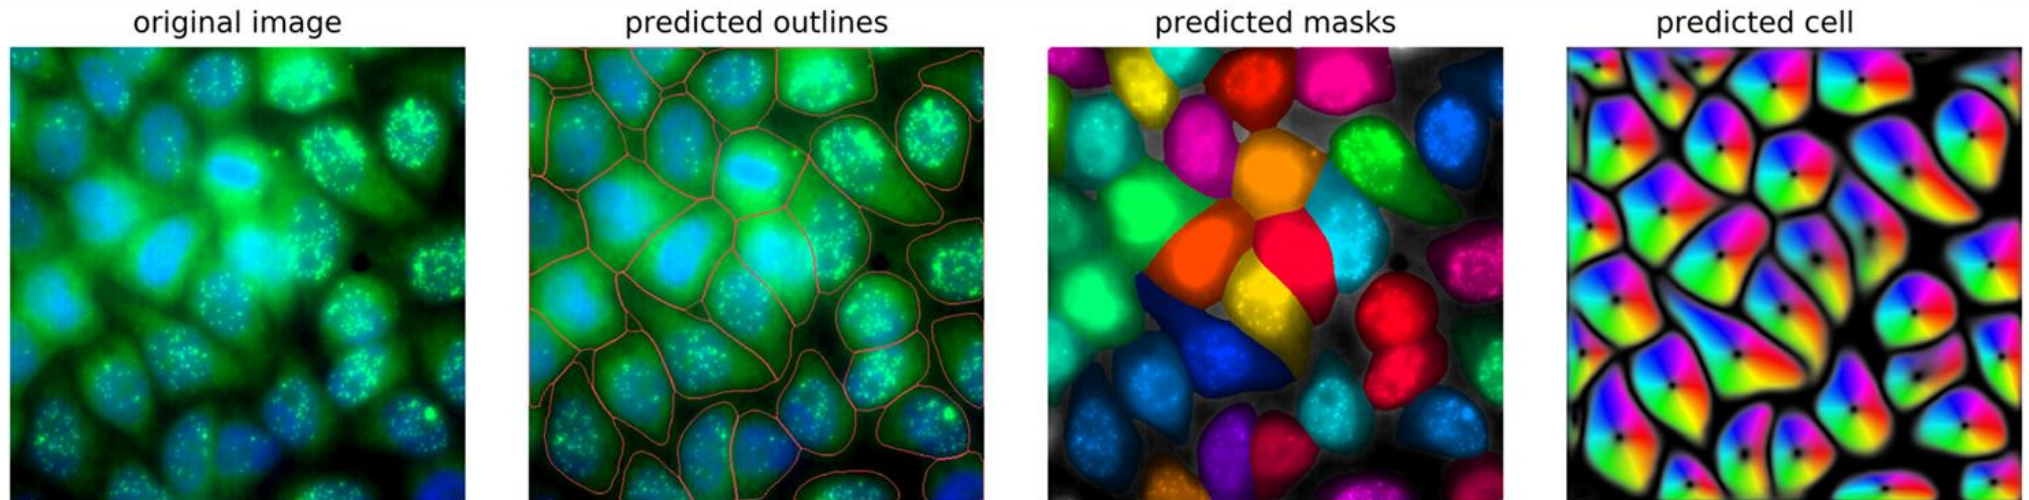 original image
predicted outlines
predicted masks
predicted cell